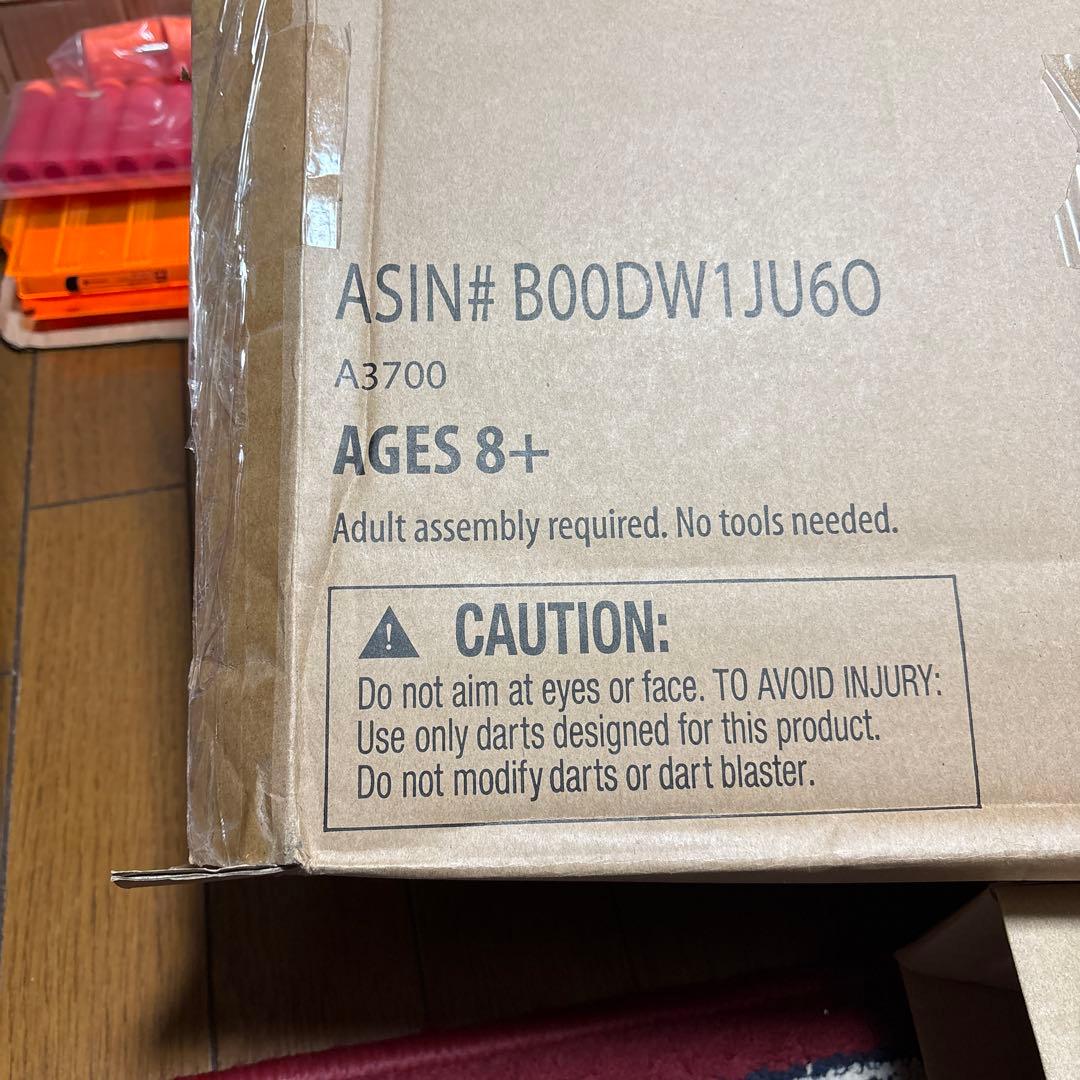 ASIN# B00DW1JU6O
A3700
AGES 8+
Adult assembly required. No tools needed.
CAUTION:
Do not aim at eyes or face. TO AVOID INJURY:
Use only darts designed for this product.
Do not modify darts or dart blaster.